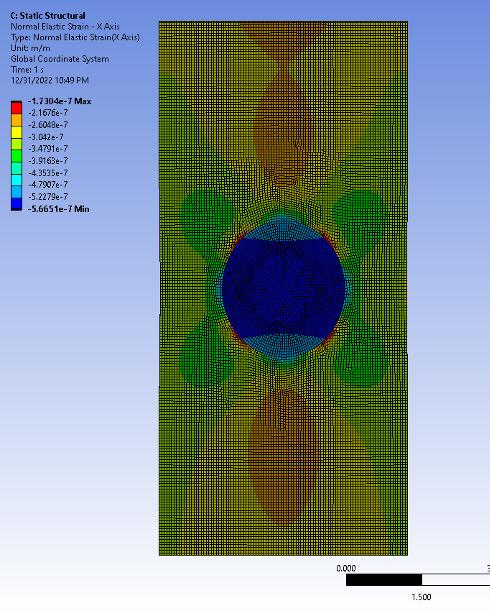 C: Static Structural
Normal Elastic Strain - X Axis
Type: Normal Elastic Strain(X Axis)
Unit: m/m
Global Coordinate System
Time: 1 s
12/31/2022 10:49 PM
-1.7304e-7 Max
-2.1676e-7
-2.6048e-7
-3.042e-7
-3.4791e-7
-3.9163e-7
-4.3535e-7
-4.7907e-7
-5.2279e-7
-5.6651e-7 Min
0.000
1.500